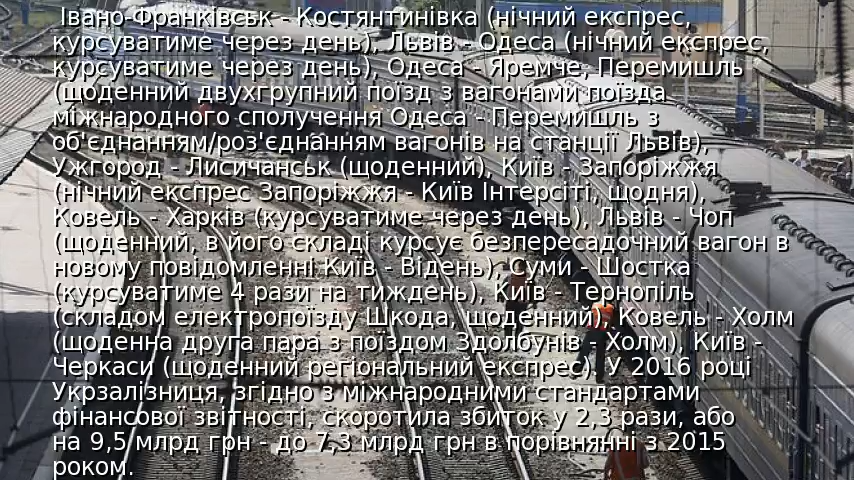 Івано-Франківськ - Костянтинівка (нічний експрес,
курсуватиме через день), Львів - Одеса (нічний експрес,
курсуватиме через день), Одеса - Яремче, Перемишль
(щоденний двухгрупний поїзд з вагонами поїзда
міжнародного сполучення Одеса - Перемишль з
об'єднанням/роз'єднанням вагонів на станції Львів),
Ужгород - Лисичанськ (щоденний), Київ - Запоріжжя
(нічний експрес Запоріжжя - Київ Інтерсіті, щодня),
Ковель - Харків (курсуватиме через день), Львів - Чоп
(щоденний, в його складі курсує безпересадочний вагон в
новому повідомленні Київ - Відень), Суми - Шостка
(курсуватиме 4 рази на тиждень), Київ - Тернопіль
(складом електропоїзду Шкода, щоденний), Ковель - Холм
(щоденна друга пара з поїздом Здолбунів - Холм), Київ -
Черкаси (щоденний регіональний експрес). У 2016 році
Укрзалізниця, згідно з міжнародними стандартами
фінансової звітності, скоротила збиток у 2,3 рази, або
на 9,5 млрд грн - до 7,3 млрд грн в порівнянні з 2015
роком.